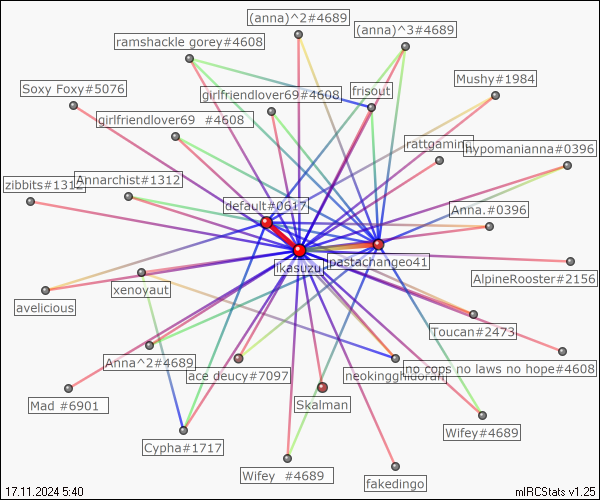 (anna)^2#4689
(anna)^3#4689
ramshackle gorey#4608
Mushy#1984
Soxy Foxy#5076
girlfriendlover69#4608
frisout
girlfriendlover69 #4608
rattgamin
hypomanianna#0396
zibbits#1312
Annarchist#1312
default#0617
Anna.#0396
ikasuzu
pastachangeo41
AlpineRooster#2156
xenoyaut
avelicious
Toucan#2473
Anna^2#4689
ace deucy#7097
neokingghidorah
no cops no laws no hope#4608
Mad #6901
Skalman
Wifey#4689
Cypha#1717
Wifey #4689
fakedingo
17.11.2024 5:40
mIRCStats v1.25